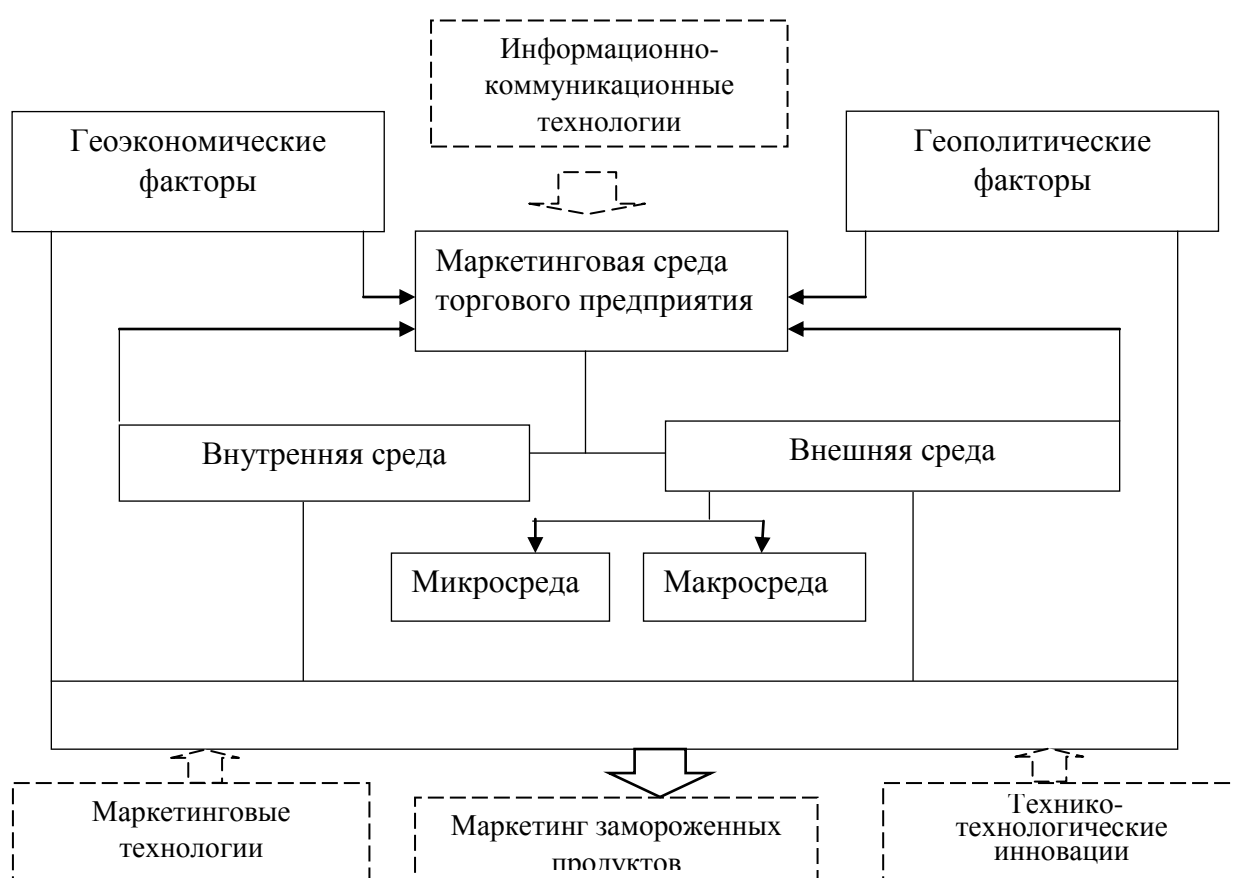 Информационно-
коммуникационные
технологии
Геоэкономические
факторы
Геополитические
факторы
Маркетинговая среда
торгового предприятия
Внутренняя среда
Внешняя среда
Микросреда
Макросреда
Маркетинговые
технологии
Маркетинг замороженных
продуктов
Технико-
технологические
инновации